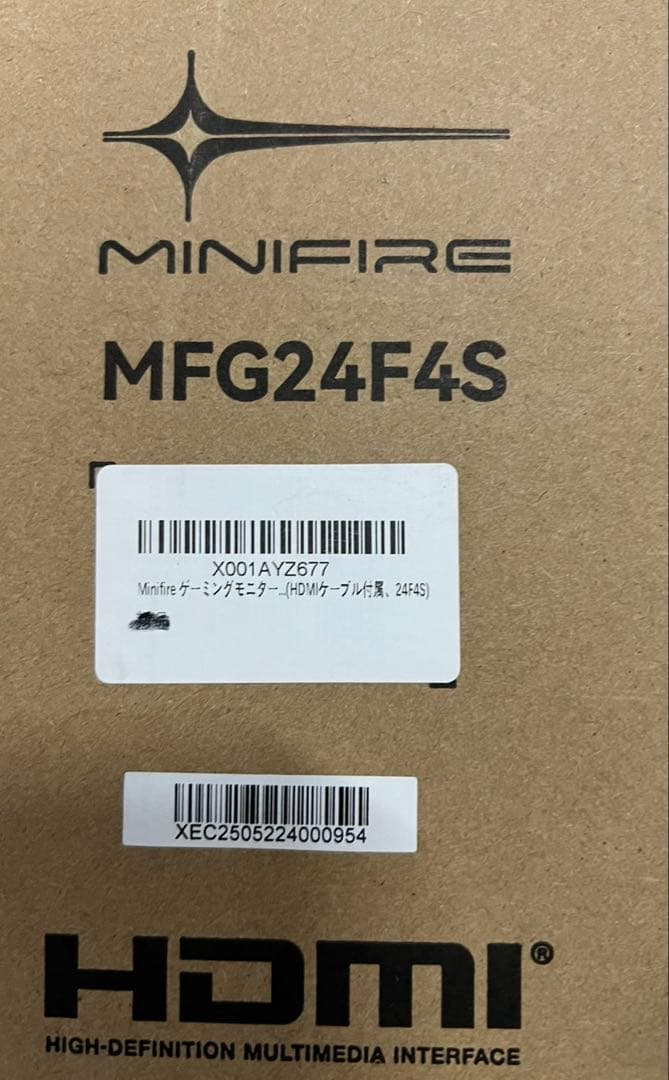 MINIFIRE
MFG24F4S
X001AYZ677
Minifire ゲーミングモニター...(HDMIケーブル付属、24F4S)
XEC2505224000954
HDMI®
HIGH-DEFINITION MULTIMEDIA INTERFACE